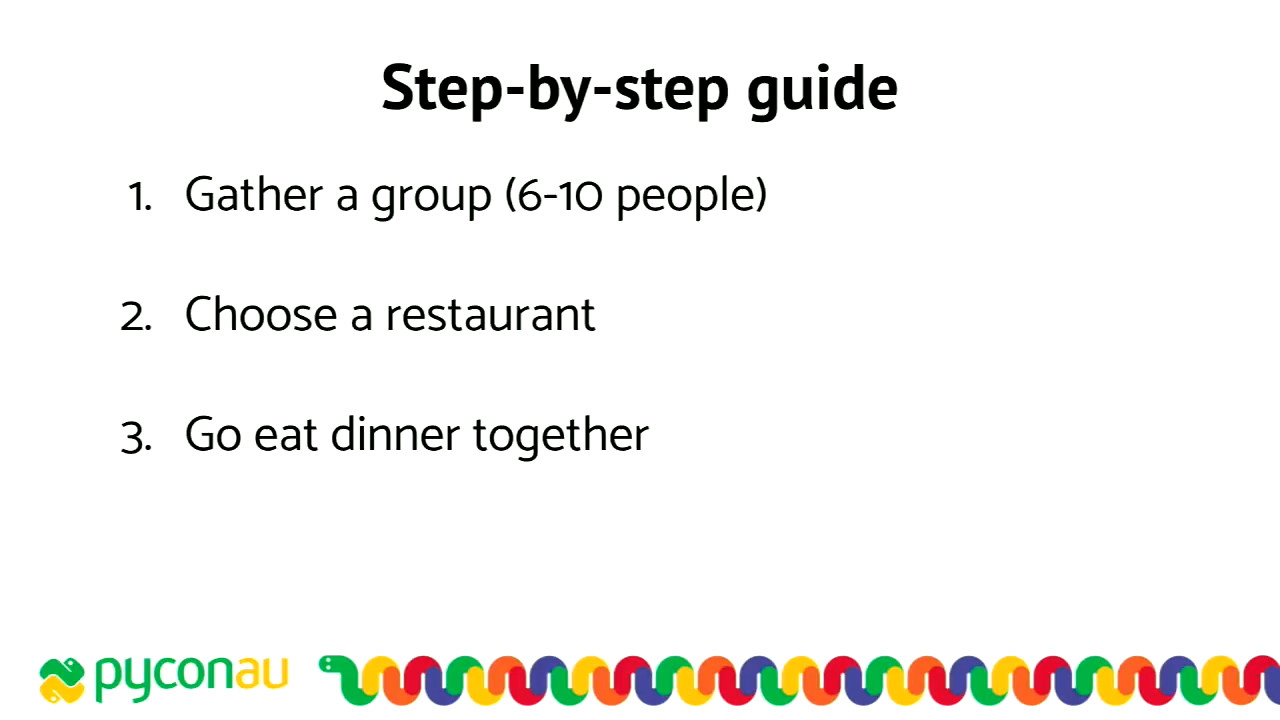 Step-by-step guide
1. Gather a group (6-10 people)
2. Choose a restaurant
3. Go eat dinner together
pyconau